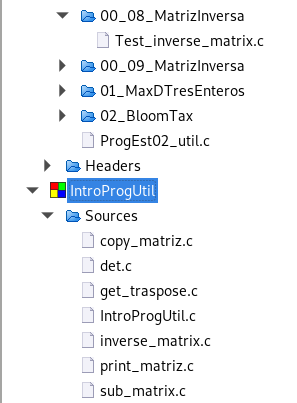 00_08_MatrizInversa
Test_inverse_matrix.c
00_09_MatrizInversa
01_MaxDTresEnteros
02_BloomTax
ProgEst02_util.c
Headers
IntroProgUtil
Sources
copy_matriz.c
det.c
get_traspose.c
IntroProgUtil.c
inverse_matrix.c
print_matriz.c
sub_matrix.c